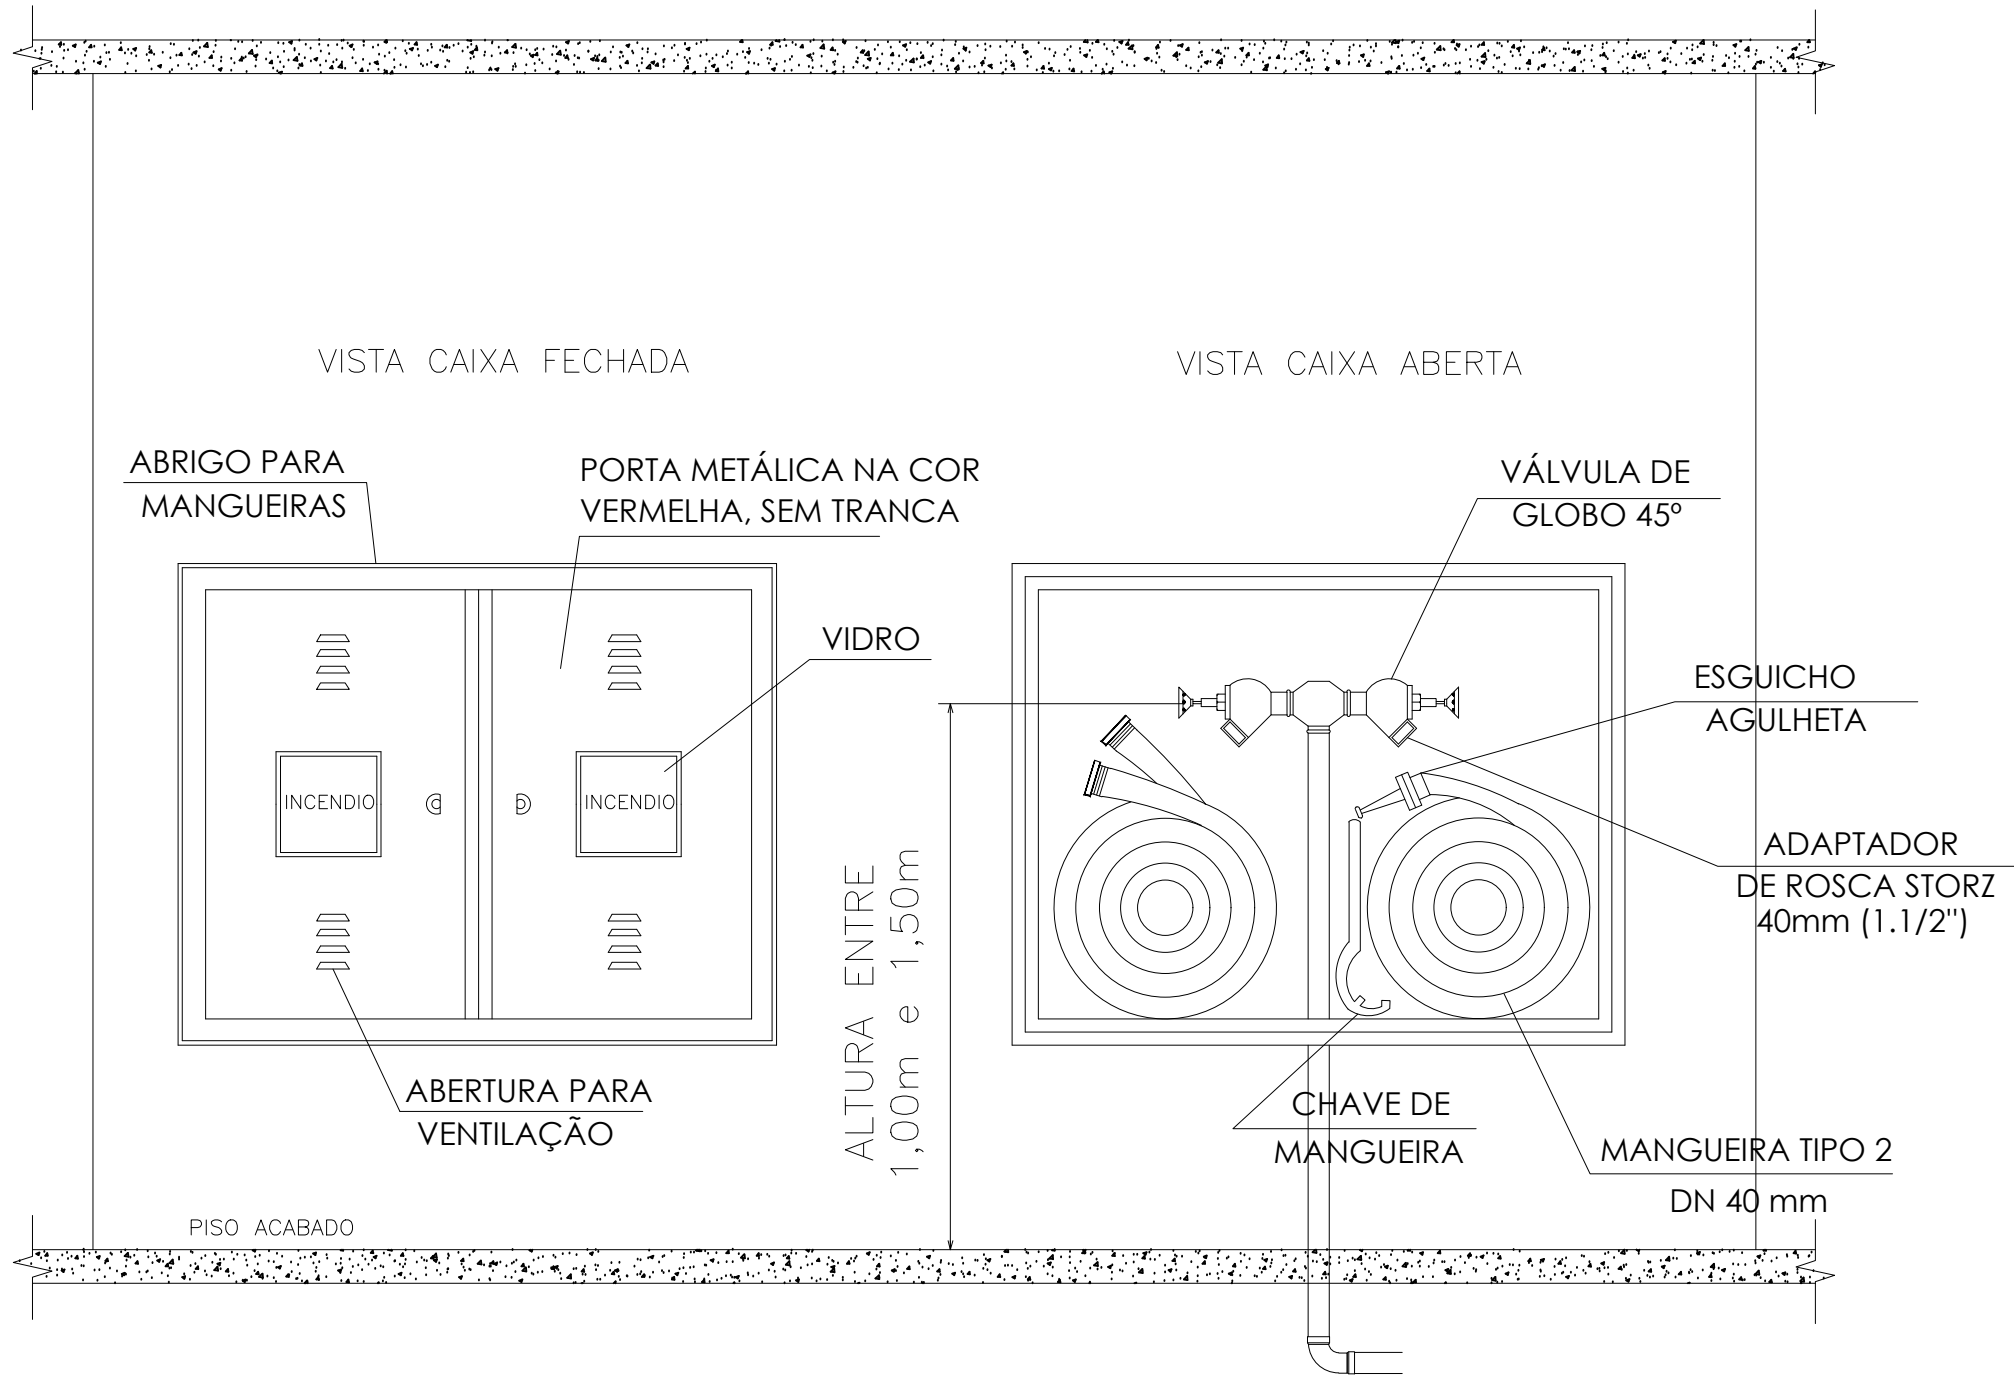 VISTA CAIXA FECHADA
VISTA CAIXA ABERTA
ABRIGO PARA
MANGUEIRAS
PORTA METÁLICA NA COR
VERMELHA, SEM TRANCA
VÁLVULA DE
GLOBO 45º
VIDRO
ESGUICHO
AGULHETA
INCENDIO
INCENDIO
ADAPTADOR
DE ROSCA STORZ
40mm (1.1/2")
ALTURA ENTRE
1,00m e 1,50m
ABERTURA PARA
VENTILAÇÃO
CHAVE DE
MANGUEIRA
MANGUEIRA TIPO 2
DN 40 mm
PISO ACABADO